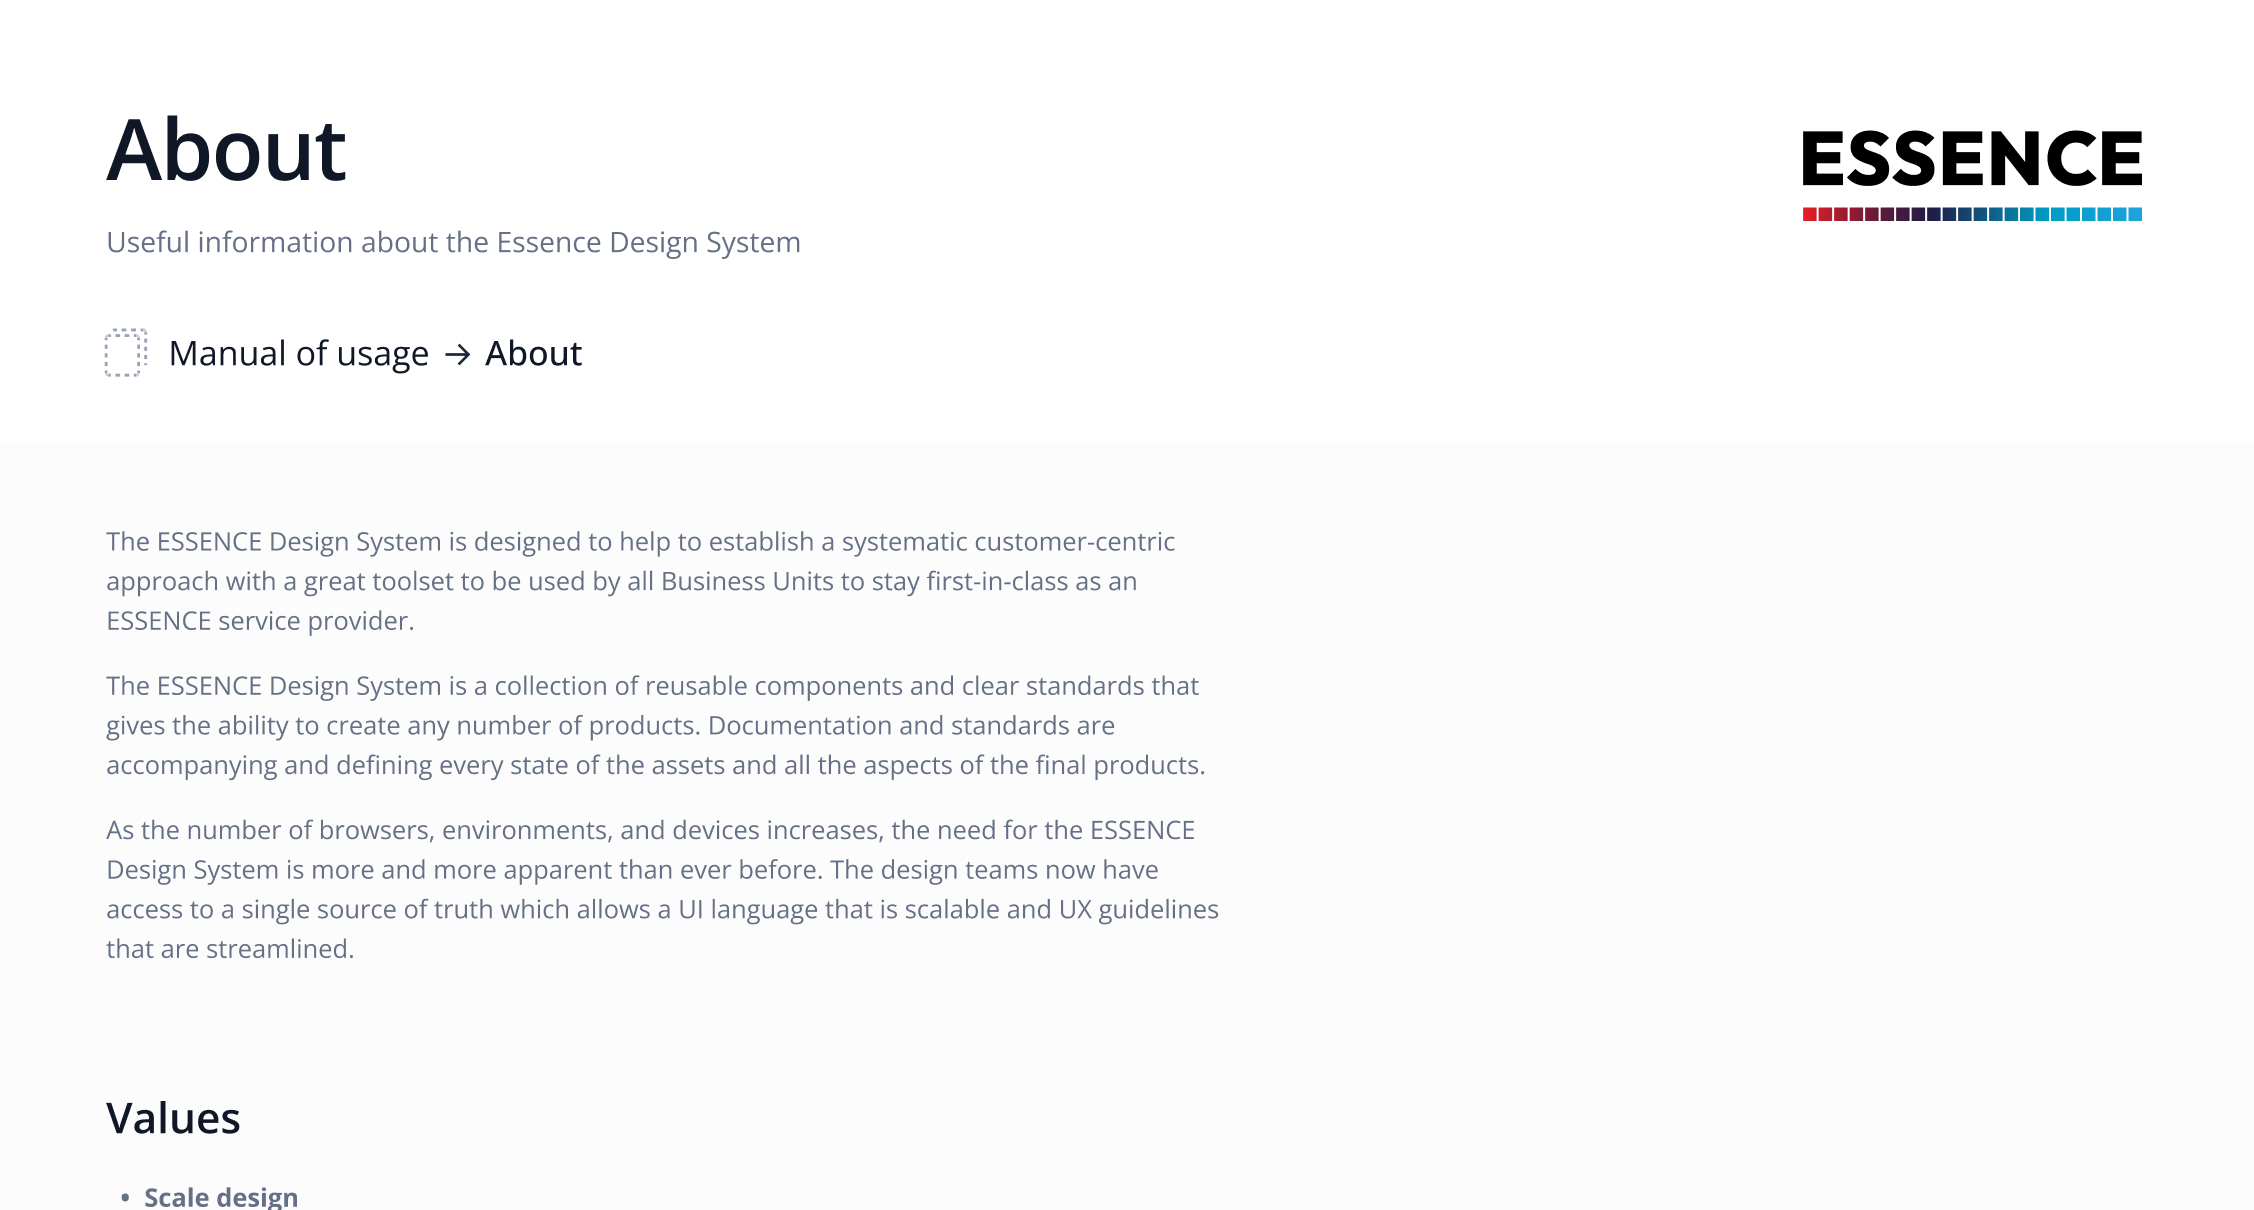 About
ESSENCE
Useful information about the Essence Design System
Manual of usage → About
The ESSENCE Design System is designed to help to establish a systematic customer-centric
approach with a great toolset to be used by all Business Units to stay first-in-class as an
ESSENCE service provider.
The ESSENCE Design System is a collection of reusable components and clear standards that
gives the ability to create any number of products. Documentation and standards are
accompanying and defining every state of the assets and all the aspects of the final products.
As the number of browsers, environments, and devices increases, the need for the ESSENCE
Design System is more and more apparent than ever before. The design teams now have
access to a single source of truth which allows a UI language that is scalable and UX guidelines
that are streamlined.
Values
• Scale design